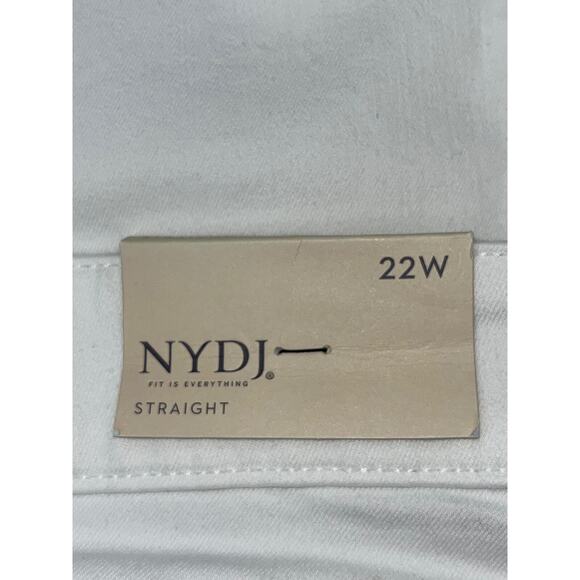 22W
NYDJ®
FIT IS EVERYTHING
STRAIGHT